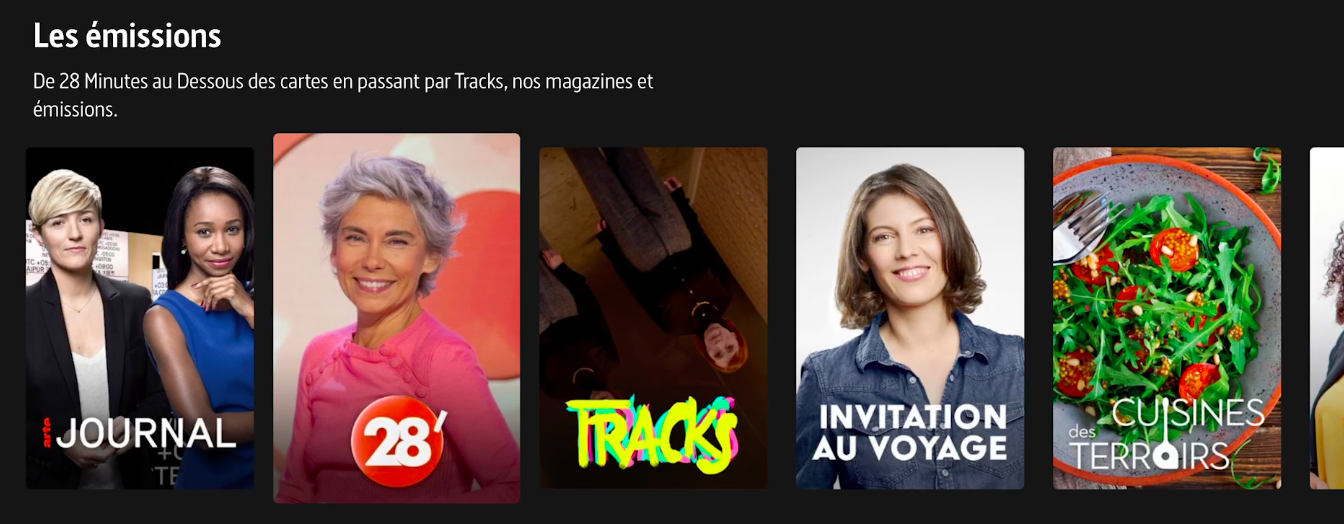 Les émissions
De 28 Minutes au Dessous des cartes en passant par Tracks, nos magazines et
émissions.
arte JOURNAL
28'
TRACKS
INVITATION
AU VOYAGE
CUISINES
des
TERROIRS